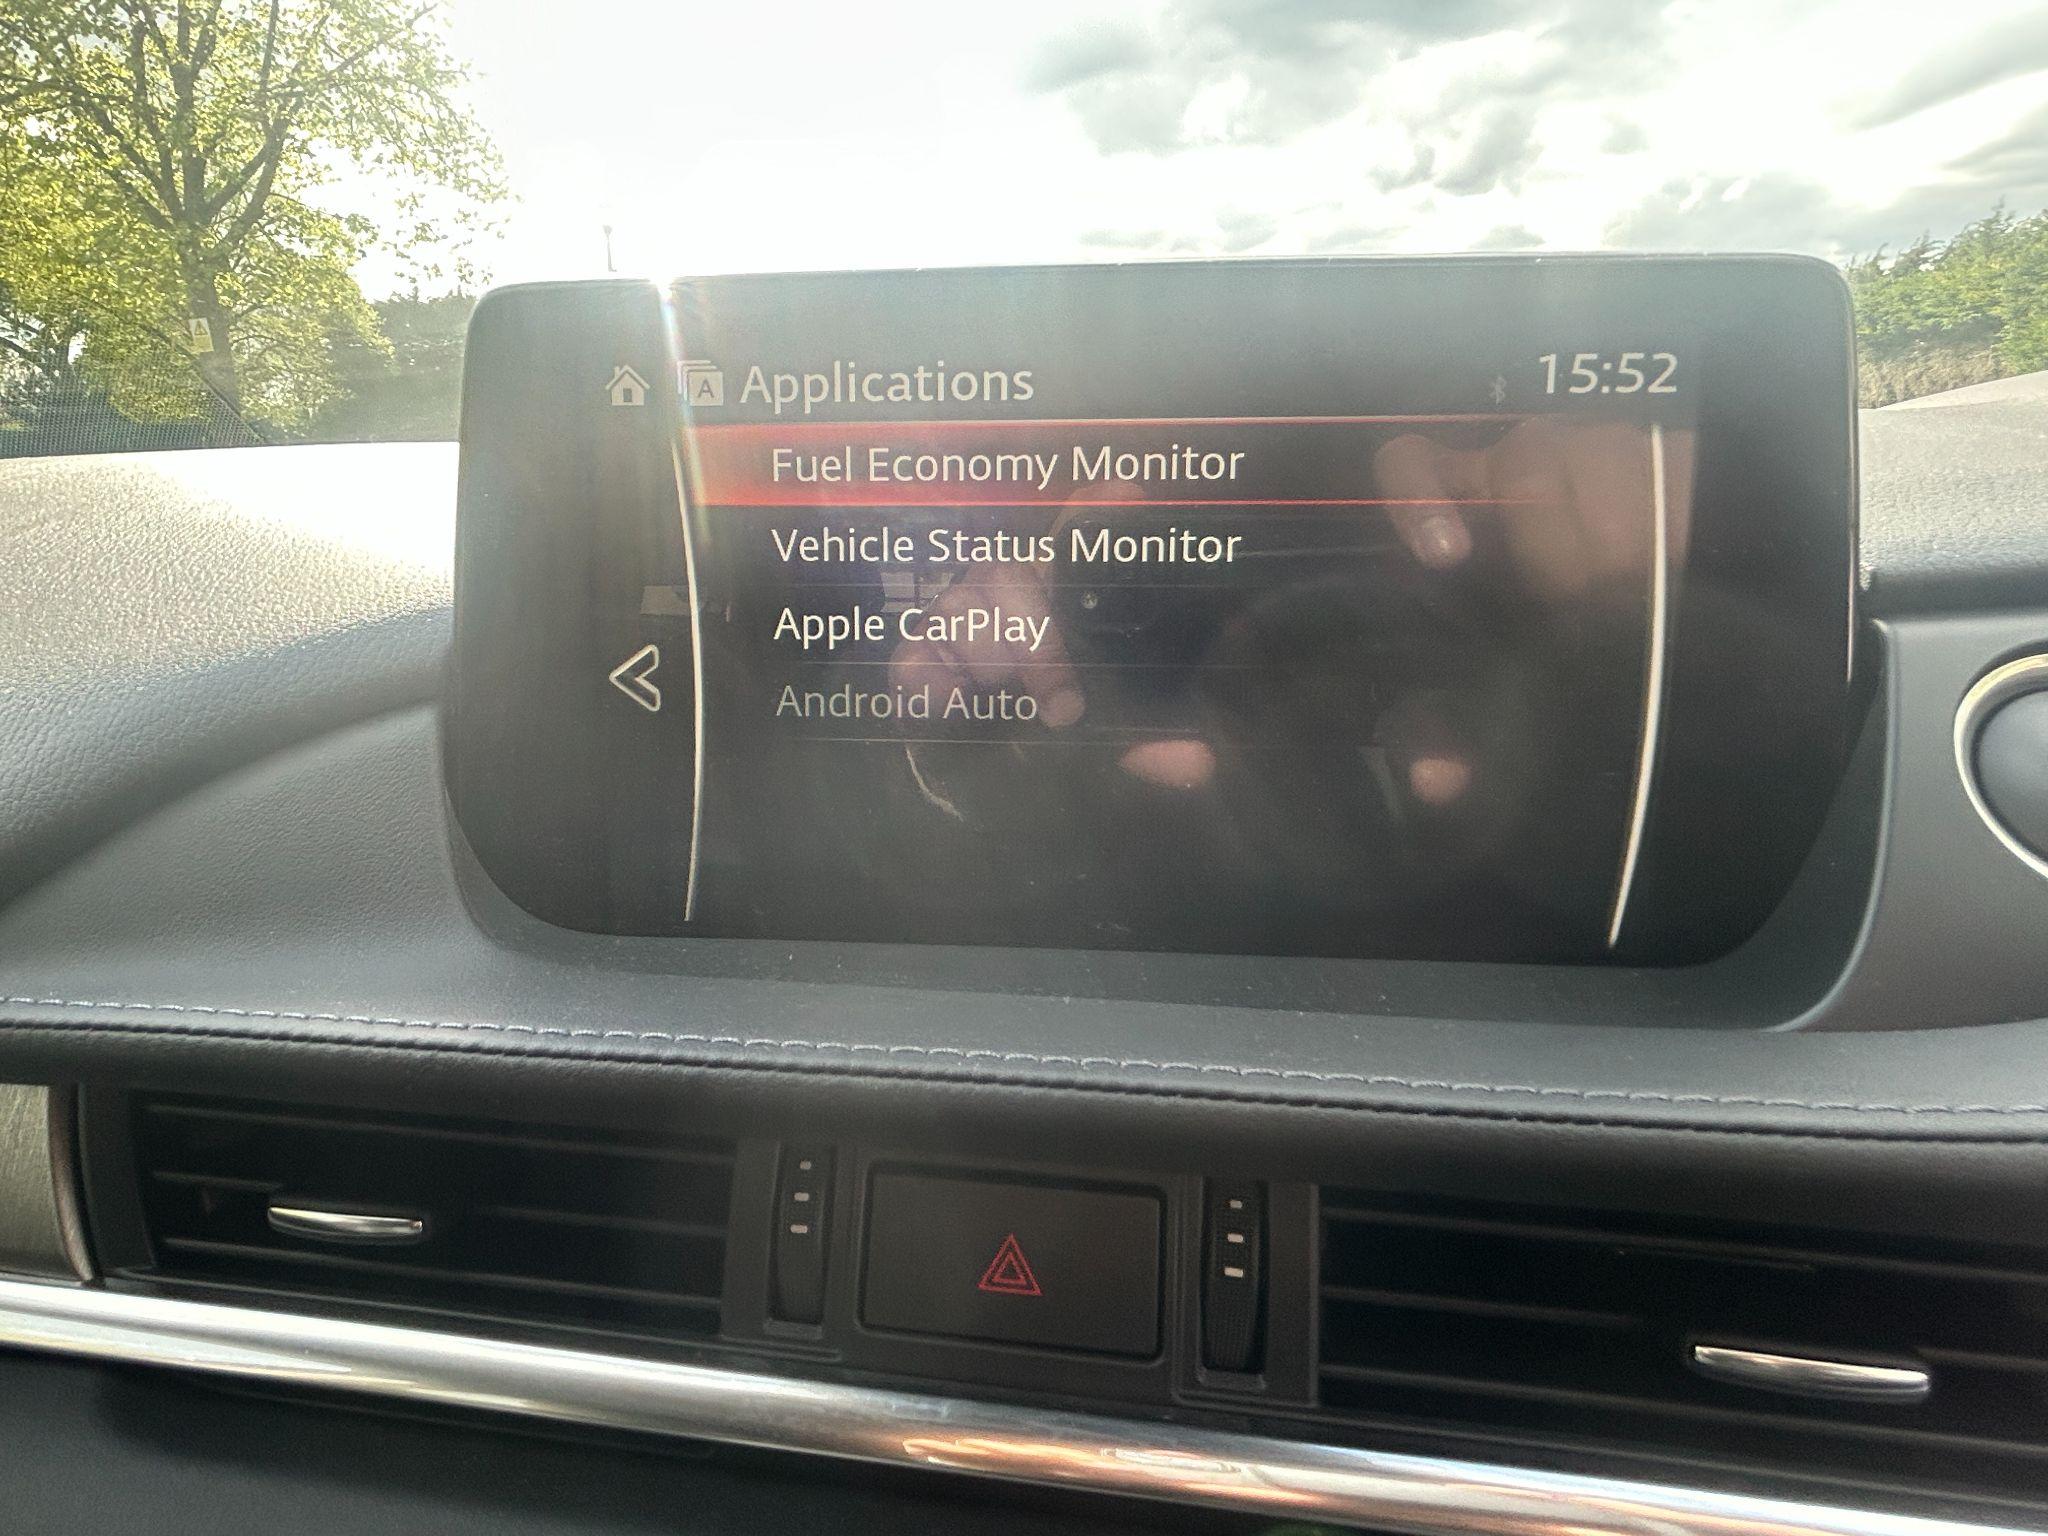 Applications
15:52
Fuel Economy Monitor
Vehicle Status Monitor
Apple CarPlay
Android Auto